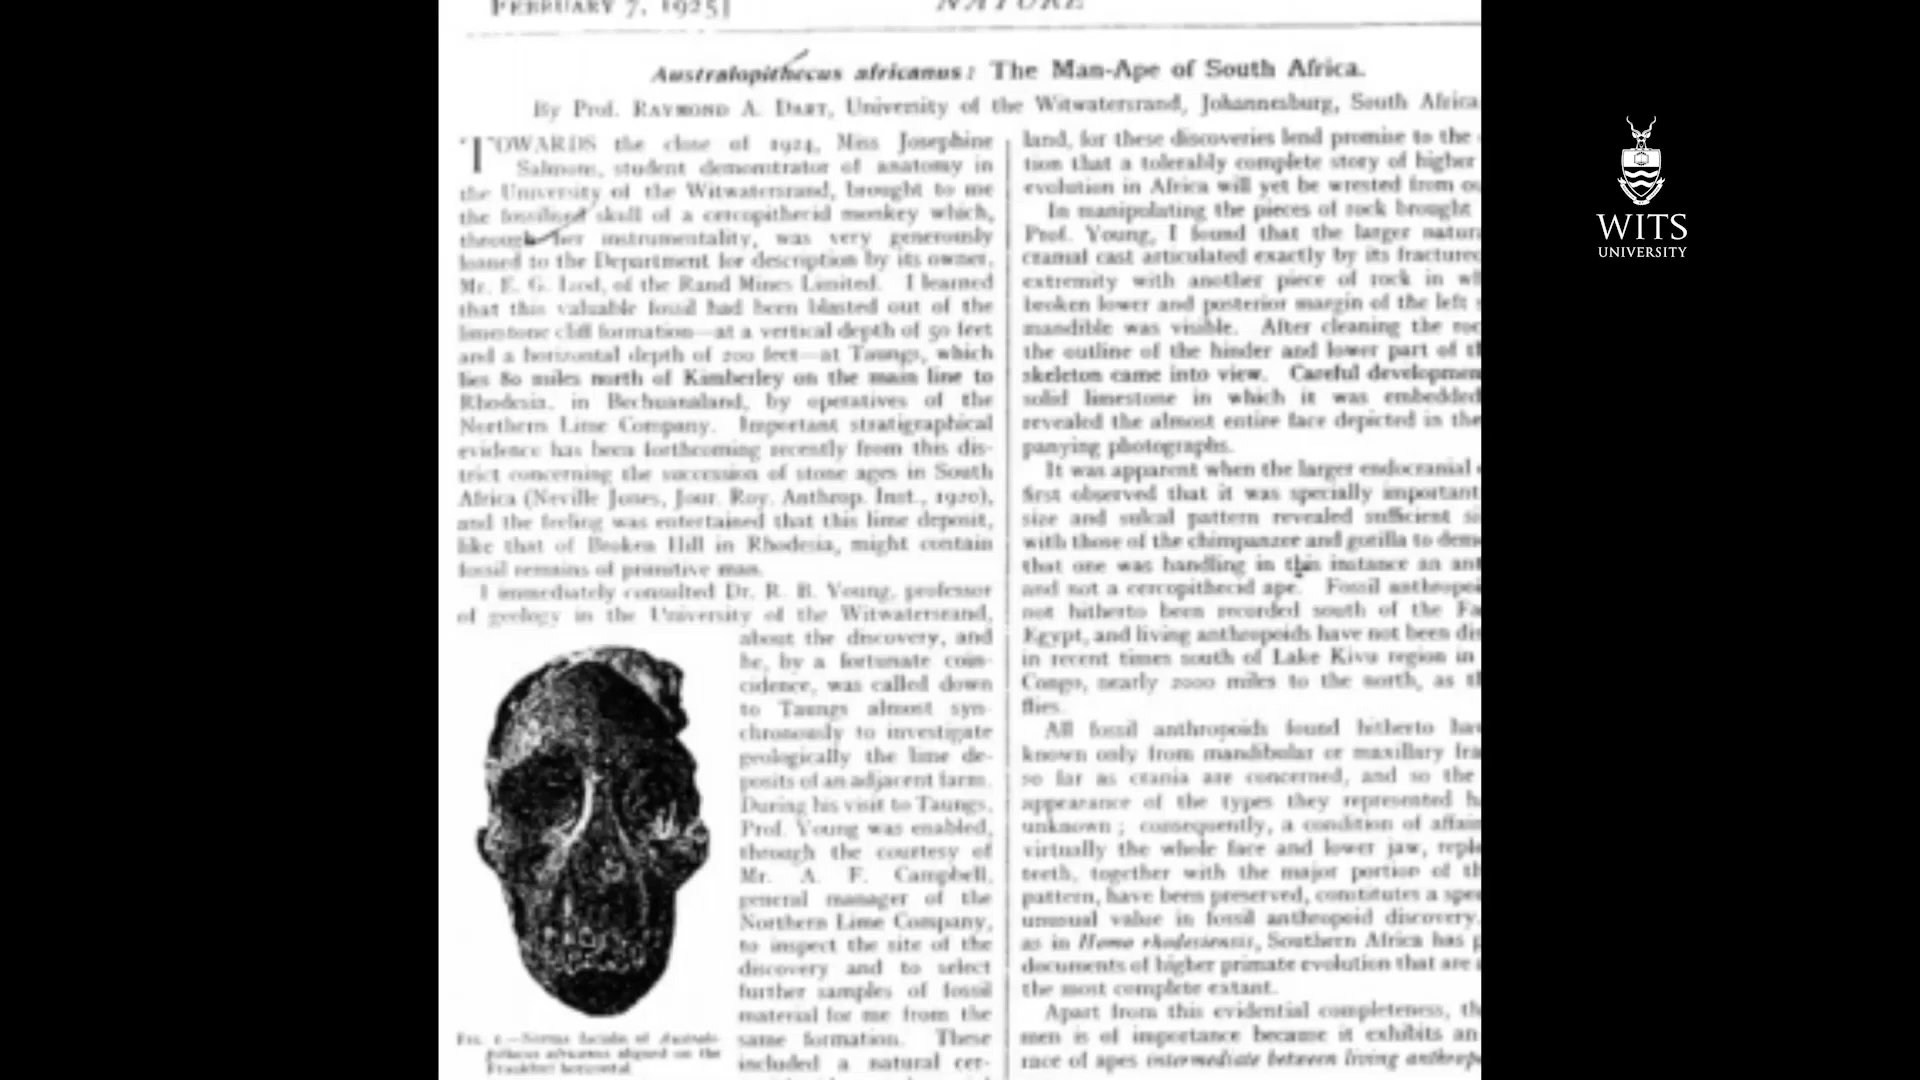 FEBRUARY 7, 1925]
NATURE
Australopithecus africanus: The Man-Ape of South Africa.
By Prof. RAYMOND A. DART, University of the Witwatersrand, Johannesburg, South Africa
TOWARDS the close of 1924, Miss Josephine
Salmons, student demonstrator of anatomy in
the University of the Witwatersrand, brought to me
the fossilised skull of a cercopithecid monkey which,
through her instrumentality, was very generously
loaned to the Department for description by its owner,
Mr. E. G. Izod, of the Rand Mines Limited. I learned
that this valuable fossil had been blasted out of the
limestone cliff formation—at a vertical depth of 50 feet
and a horizontal depth of 200 feet—at Taungs, which
lies 80 miles north of Kimberley on the main line to
Rhodesia, in Bechuanaland, by operatives of the
Northern Lime Company. Important stratigraphical
evidence has been forthcoming recently from this dis-
trict concerning the succession of stone ages in South
Africa (Neville Jones, Jour. Roy. Anthrop. Inst., 1920),
and the feeling was entertained that this lime deposit,
like that of Broken Hill in Rhodesia, might contain
fossil remains of primitive man.
I immediately consulted Dr. R. B. Young, professor
of geology in the University of the Witwatersrand,
about the discovery, and
he, by a fortunate coin-
cidence, was called down
to Taungs almost syn-
chronously to investigate
geologically the lime de-
posits of an adjacent farm.
During his visit to Taungs,
Prof. Young was enabled,
through the courtesy of
Mr. A. F. Campbell,
general manager of the
Northern Lime Company,
to inspect the site of the
discovery and to select
further samples of fossil
material for me from the
same formation. These
included a natural cer-
FIG. 1.—Norma facialis of Australo-
pithecus africanus aligned on the
Frankfort horizontal.
land, for these discoveries lend promise to the
tion that a tolerably complete story of higher
evolution in Africa will yet be wrested from ou
In manipulating the pieces of rock brought
Prof. Young, I found that the larger natura
cranial cast articulated exactly by its fractured
extremity with another piece of rock in wh
broken lower and posterior margin of the left
mandible was visible. After cleaning the roc
the outline of the hinder and lower part of th
skeleton came into view. Careful developmen
solid limestone in which it was embedded
revealed the almost entire face depicted in the
panying photographs.
It was apparent when the larger endocranial
first observed that it was specially important
size and sulcal pattern revealed sufficient si
with those of the chimpanzee and gorilla to demo
that one was handling in this instance an ant
and not a cercopithecid ape. Fossil anthropoi
not hitherto been recorded south of the Fa
Egypt, and living anthropoids have not been dis
in recent times south of Lake Kivu region in
Congo, nearly 2000 miles to the north, as th
flies.
All fossil anthropoids found hitherto hav
known only from mandibular or maxillary fra
so far as crania are concerned, and so the
appearance of the types they represented h
unknown; consequently, a condition of affair
virtually the whole face and lower jaw, repl
teeth, together with the major portion of th
pattern, have been preserved, constitutes a spec
unusual value in fossil anthropoid discovery.
as in Homo rhodesiensis, Southern Africa has p
documents of higher primate evolution that are
the most complete extant.
Apart from this evidential completeness, th
men is of importance because it exhibits an
race of apes intermediate between living anthrop
WITS
UNIVERSITY